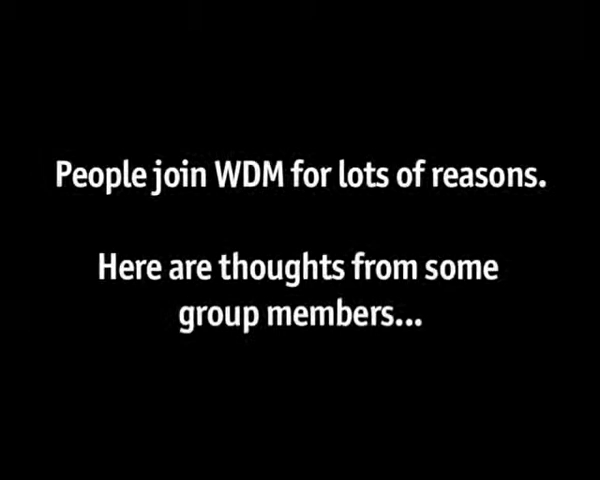 People join WDM for lots of reasons.
Here are thoughts from some
group members...